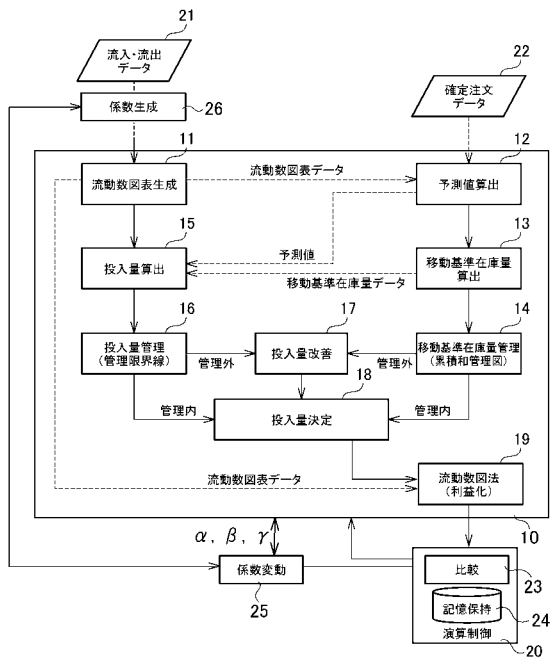 21
流入・流出
データ
22
確定注文
データ
係数生成
26
11
12
流動数図表データ
流動数図表生成
予測値算出
15
13
予測値
投入量算出
移動基準在庫量
算出
移動基準在庫量データ
16
17
14
投入量管理
(管理限界線)
管理外
投入量改善
管理外
移動基準在庫量管理
(累積和管理図)
18
管理内
投入量決定
管理内
19
流動数図表データ
流動数図法
(利益化)
10
α, β, γ
係数変動
25
比較
23
記憶保持
24
演算制御
20